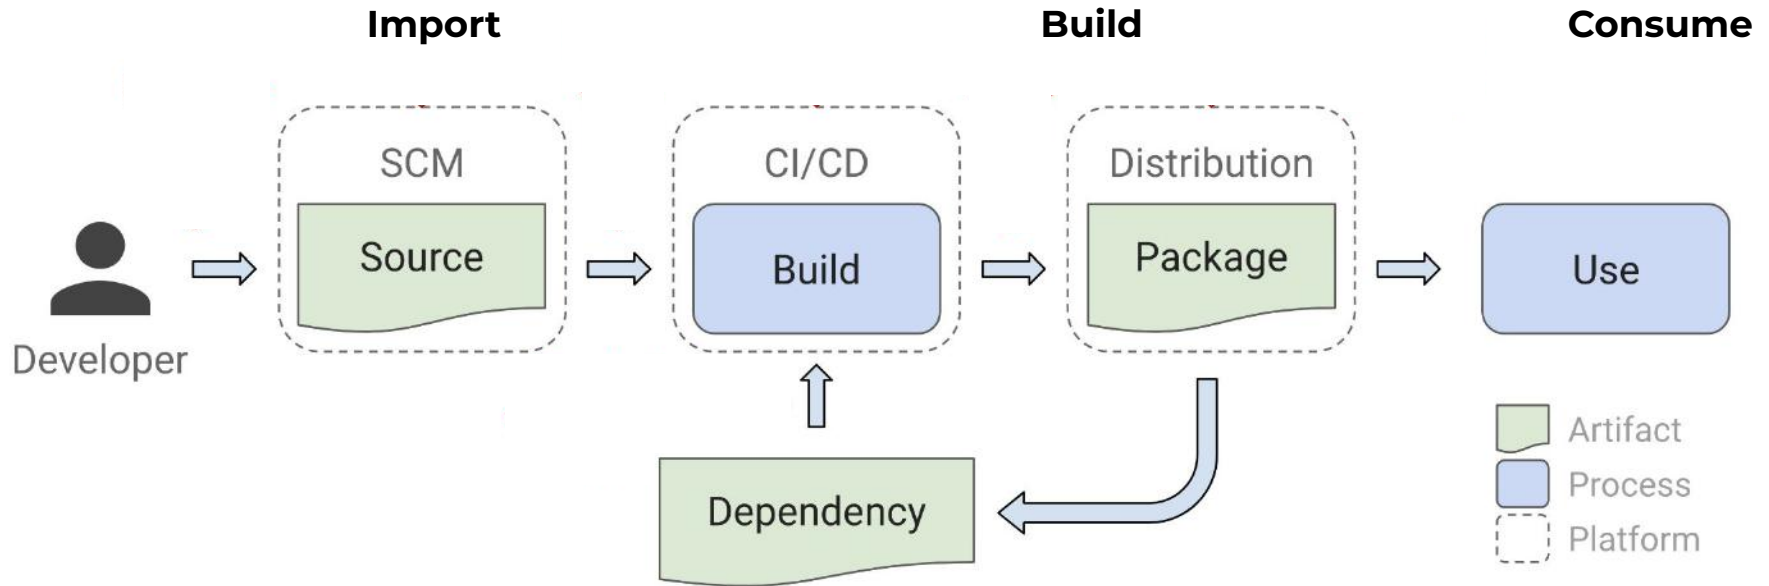 Import
Build
Consume
SCM
CI/CD
Distribution
Source
Build
Package
Use
Developer
Dependency
Artifact
Process
Platform